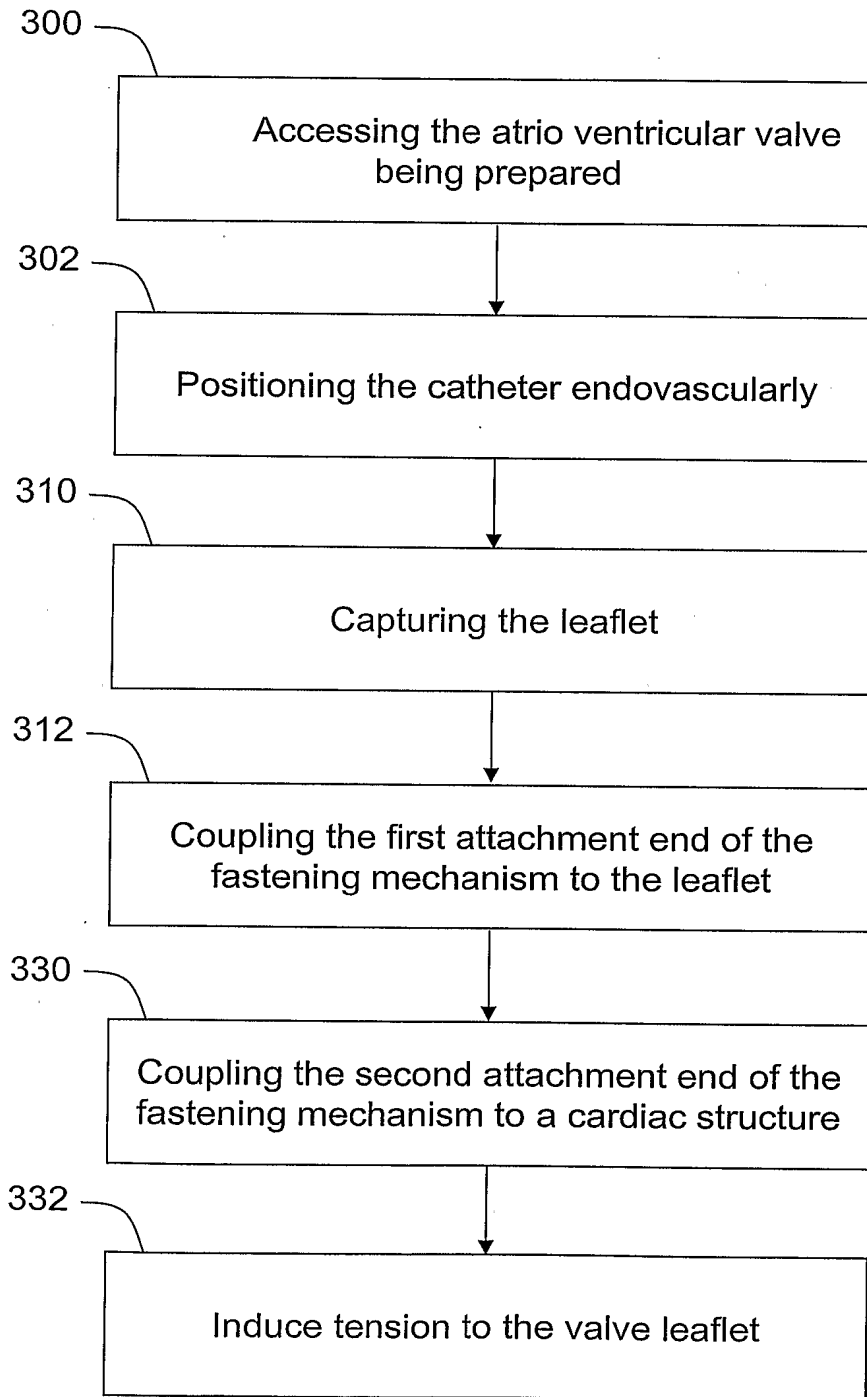 300
Accessing the atrio ventricular valve
being prepared
302
Positioning the catheter endovascularly
310
Capturing the leaflet
312
Coupling the first attachment end of the
fastening mechanism to the leaflet
330
Coupling the second attachment end of the
fastening mechanism to a cardiac structure
332
Induce tension to the valve leaflet